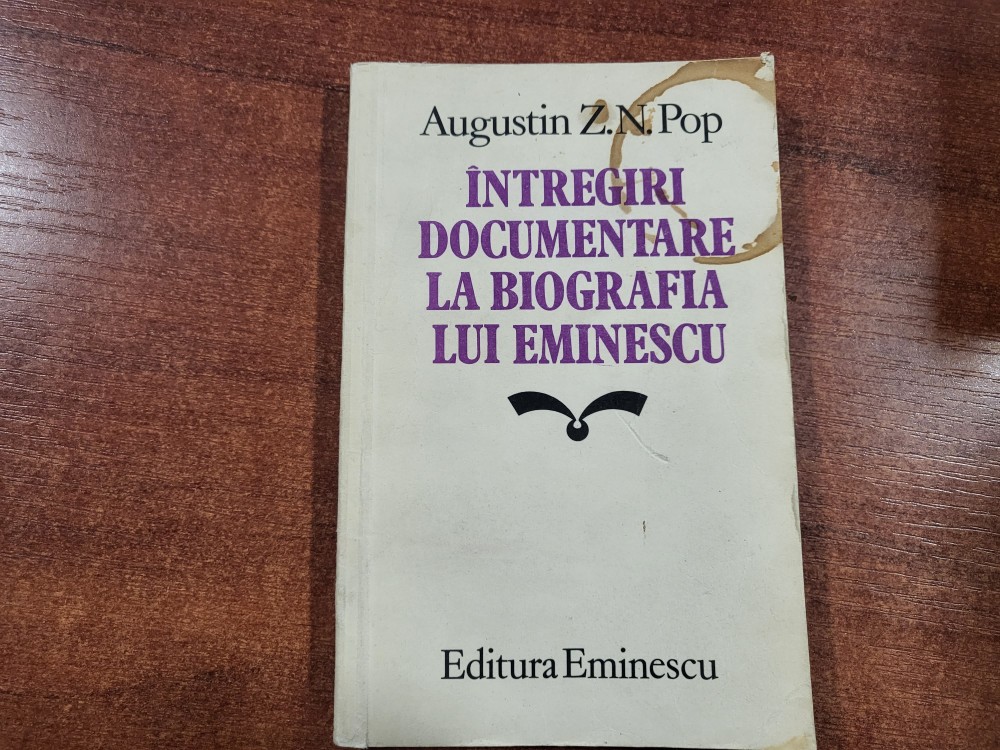 Augustin Z.N.Pop
ÎNTREGIRI
DOCUMENTARE
LA BIOGRAFIA
LUI EMINESCU
Editura Eminescu